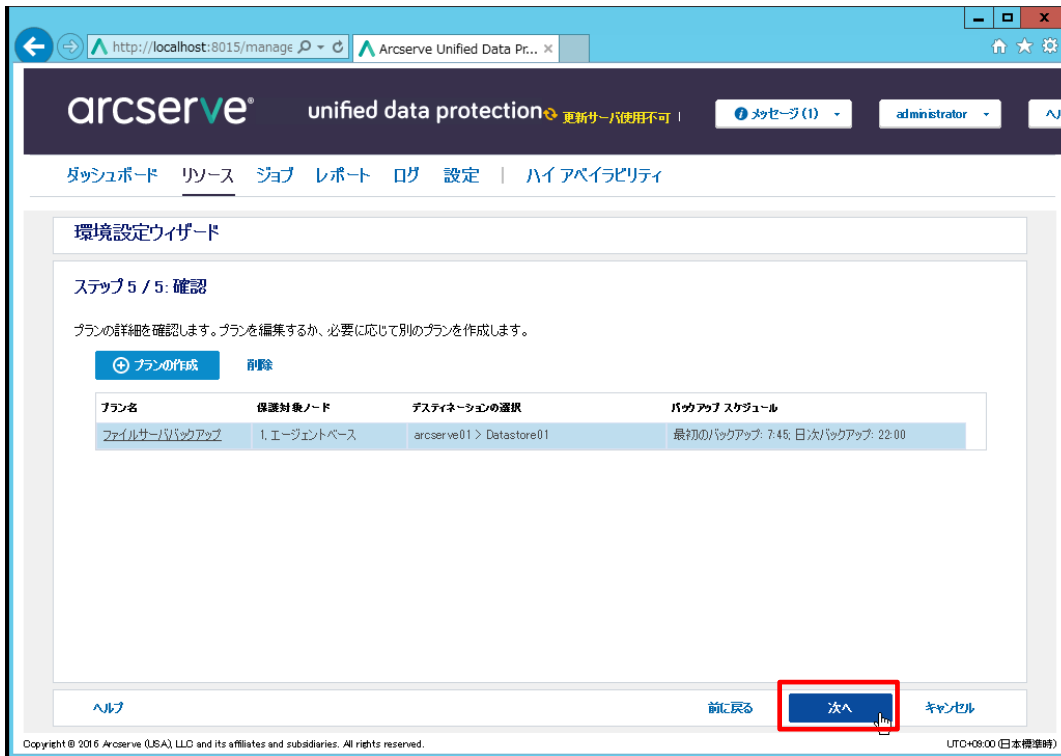 http://localhost:8015/manage
Arcserve Unified Data Pr...
arcserve® unified data protection 更新サーバ使用不可 | メッセージ(1) administrator ヘル
ダッシュボード リソース ジョブ レポート ログ 設定 | ハイ アベイラビリティ
環境設定ウィザード
ステップ 5 / 5: 確認
プランの詳細を確認します。プランを編集するか、必要に応じて別のプランを作成します。
プランの作成 削除
プラン名 保護対象ノード デスティネーションの選択 バックアップ スケジュール
ファイルサーババックアップ 1. エージェントベース arcserve01 > Datastore01 最初のバックアップ: 7:45; 日次バックアップ: 22:00
ヘルプ 前に戻る 次へ キャンセル
Copyright © 2016 Arcserve (USA), LLC and its affiliates and subsidiaries. All rights reserved. UTC+09:00 (日本標準時)